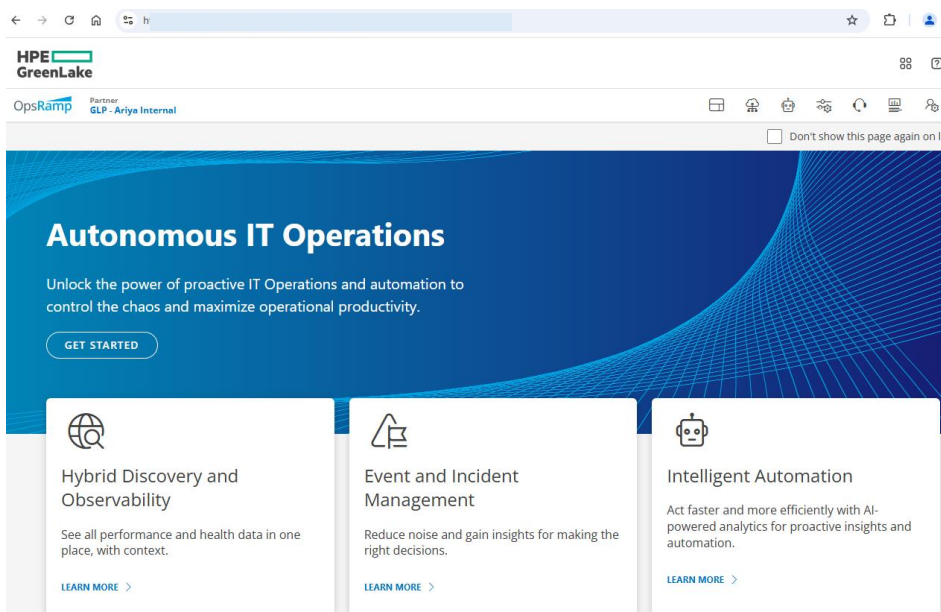 HPE
GreenLake
OpsRamp
Partner
GLP - Ariya Internal
Don't show this page again on l
Autonomous IT Operations
Unlock the power of proactive IT Operations and automation to
control the chaos and maximize operational productivity.
GET STARTED
Hybrid Discovery and
Observability
See all performance and health data in one
place, with context.
LEARN MORE >
Event and Incident
Management
Reduce noise and gain insights for making the
right decisions.
LEARN MORE >
Intelligent Automation
Act faster and more efficiently with AI-
powered analytics for proactive insights and
automation.
LEARN MORE >